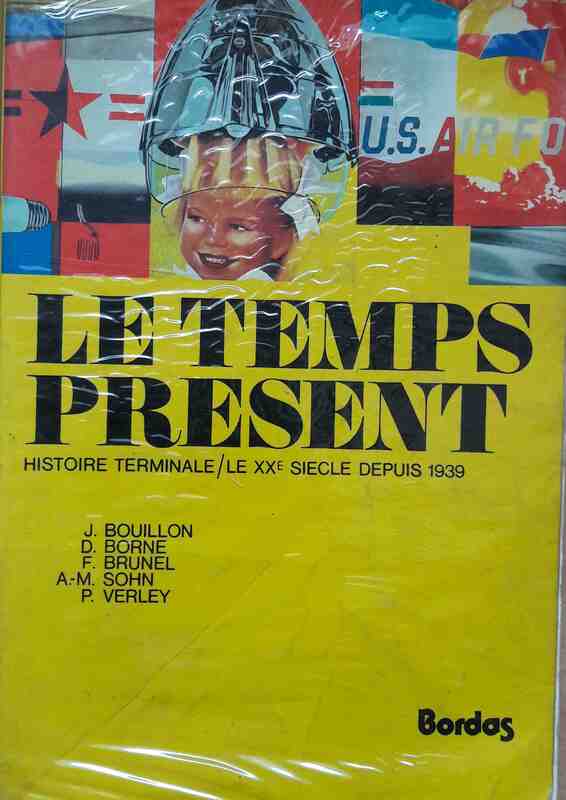 U.S. AIR FO
LE TEMPS
PRESENT
HISTOIRE TERMINALE/LE XXE SIECLE DEPUIS 1939
J. BOUILLON
D. BORNE
F. BRUNEL
A.-M. SOHN
P. VERLEY
Bordas